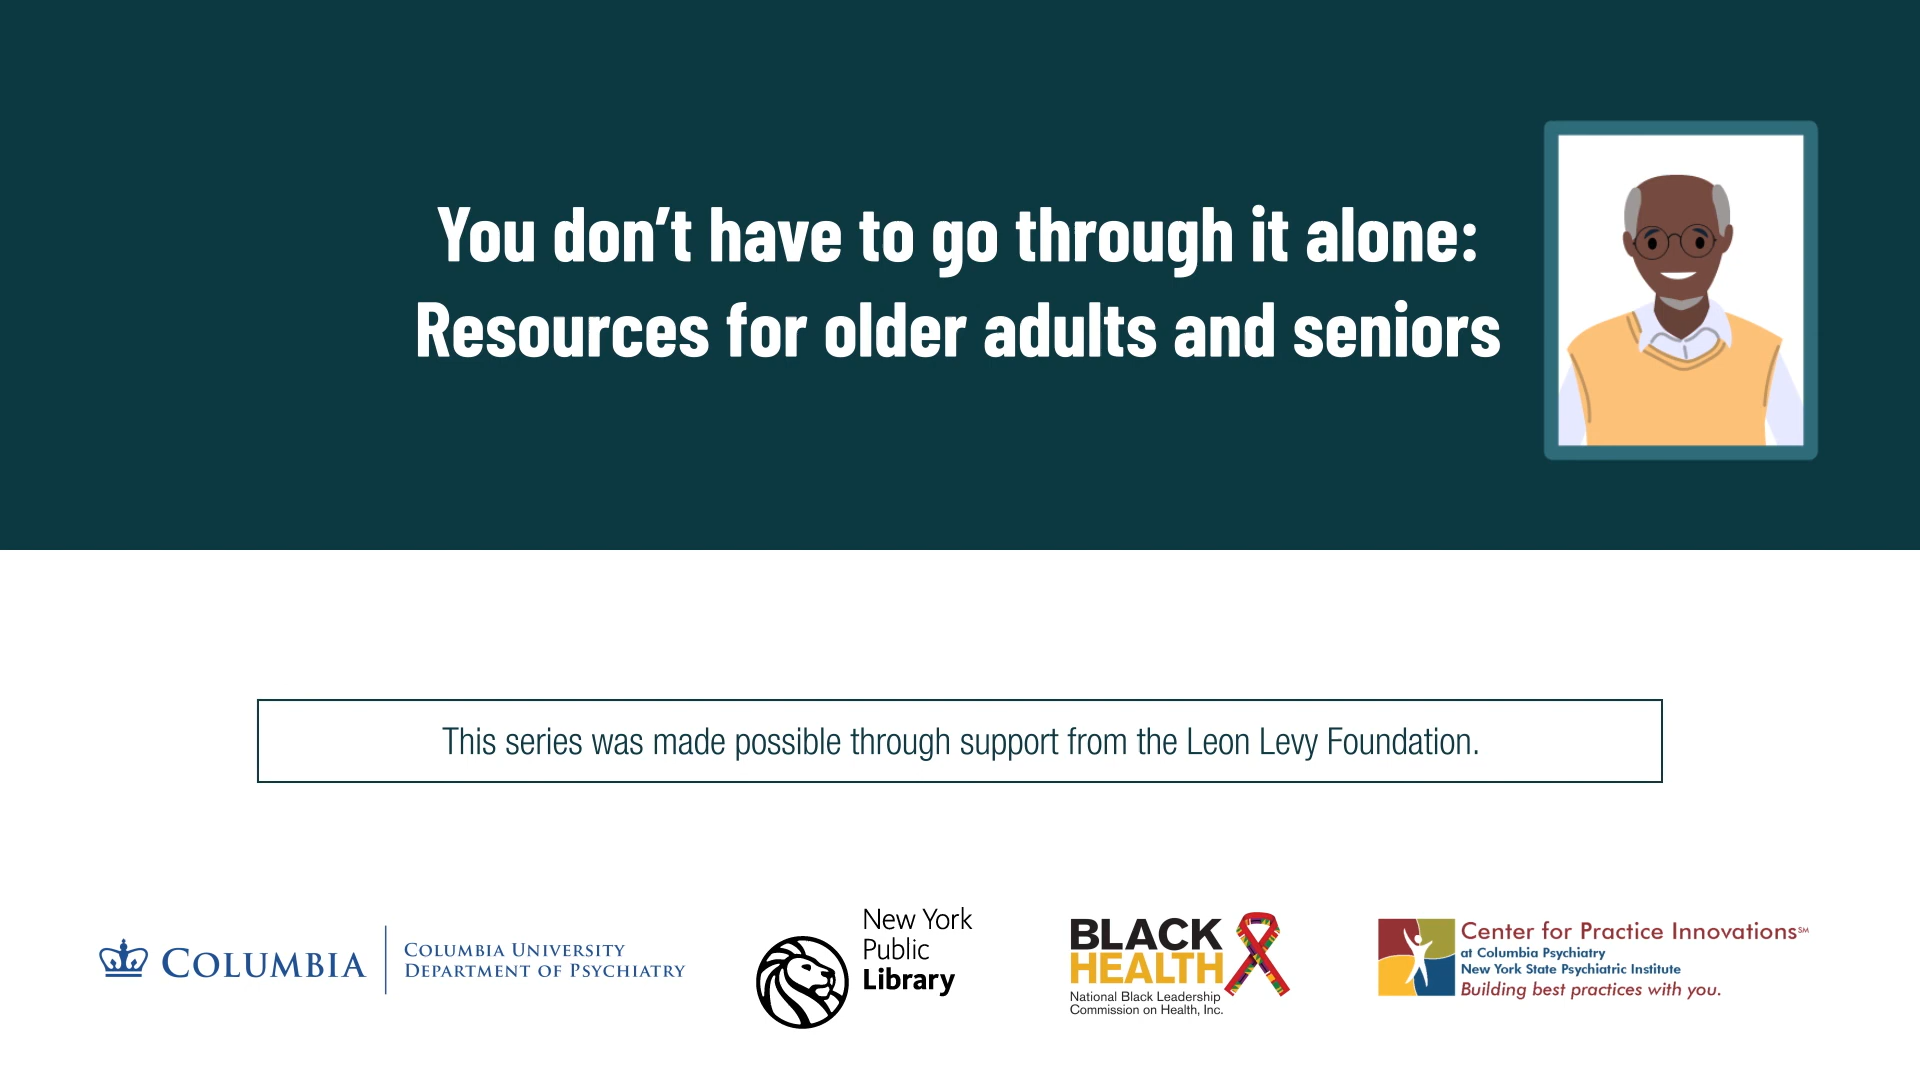 You don’t have to go through it alone:
Resources for older adults and seniors
This series was made possible through support from the Leon Levy Foundation.
COLUMBIA
COLUMBIA UNIVERSITY
DEPARTMENT OF PSYCHIATRY
New York
Public
Library
BLACK
HEALTH
National Black Leadership
Commission on Health, Inc.
Center for Practice Innovations℠
at Columbia Psychiatry
New York State Psychiatric Institute
Building best practices with you.